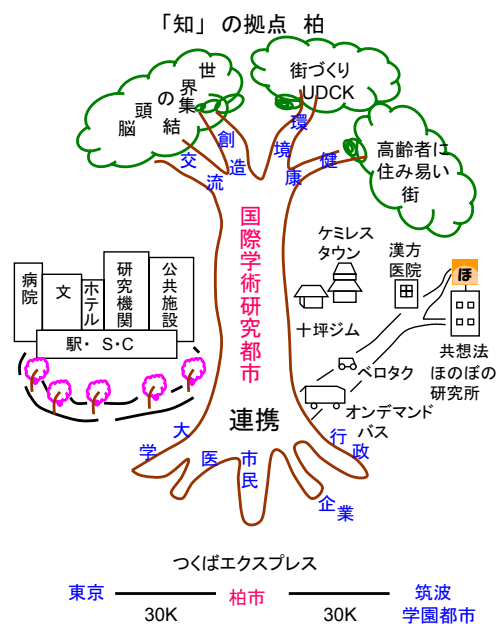 「知」の拠点 柏
世界の頭脳集結
街づくり
UDCK
高齢者に
住み易い
街
交流
創造
環境
健康
国際学術研究都市
連携
病院
文
ホテル
研究機関
公共施設
駅・S・C
ケミレス
タウン
漢方
医院
ほ
十坪ジム
共想法
ほのぼの
研究所
ベロタク
オンデマンド
バス
大学
医
市民
行政
企業
つくばエクスプレス
東京
柏市
筑波
学園都市
30K
30K